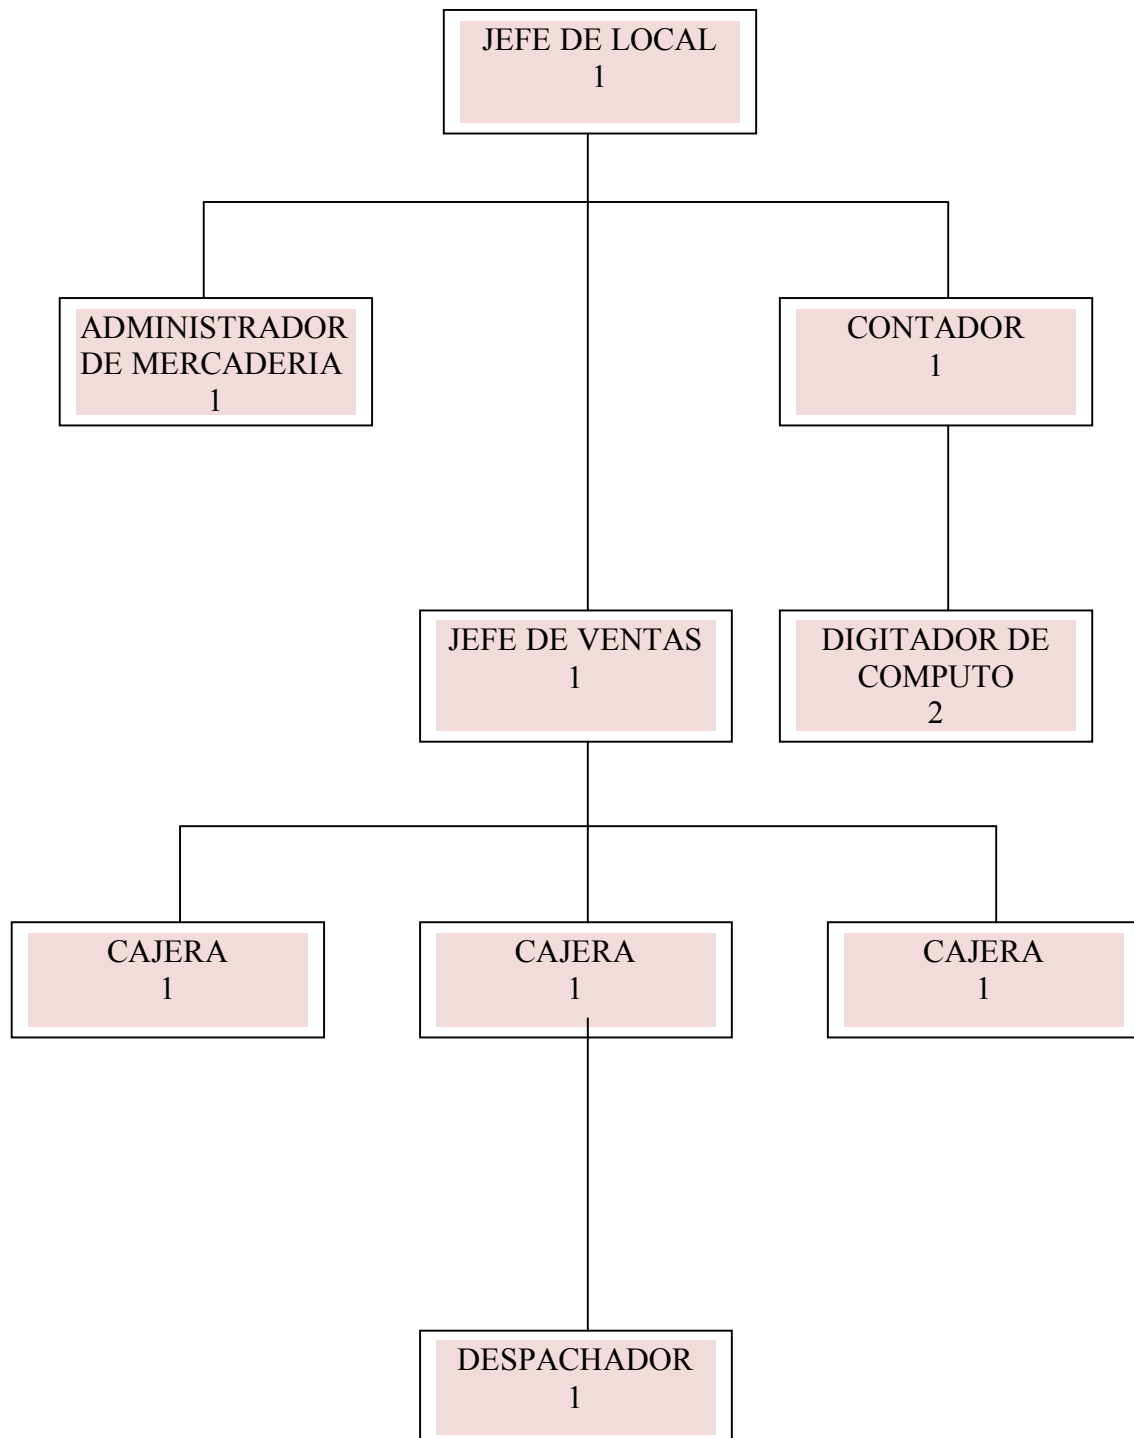 JEFE DE LOCAL
1
ADMINISTRADOR
DE MERCADERIA
1
CONTADOR
1
JEFE DE VENTAS
1
DIGITADOR DE
COMPUTO
2
CAJERA
1
CAJERA
1
CAJERA
1
DESPACHADOR
1